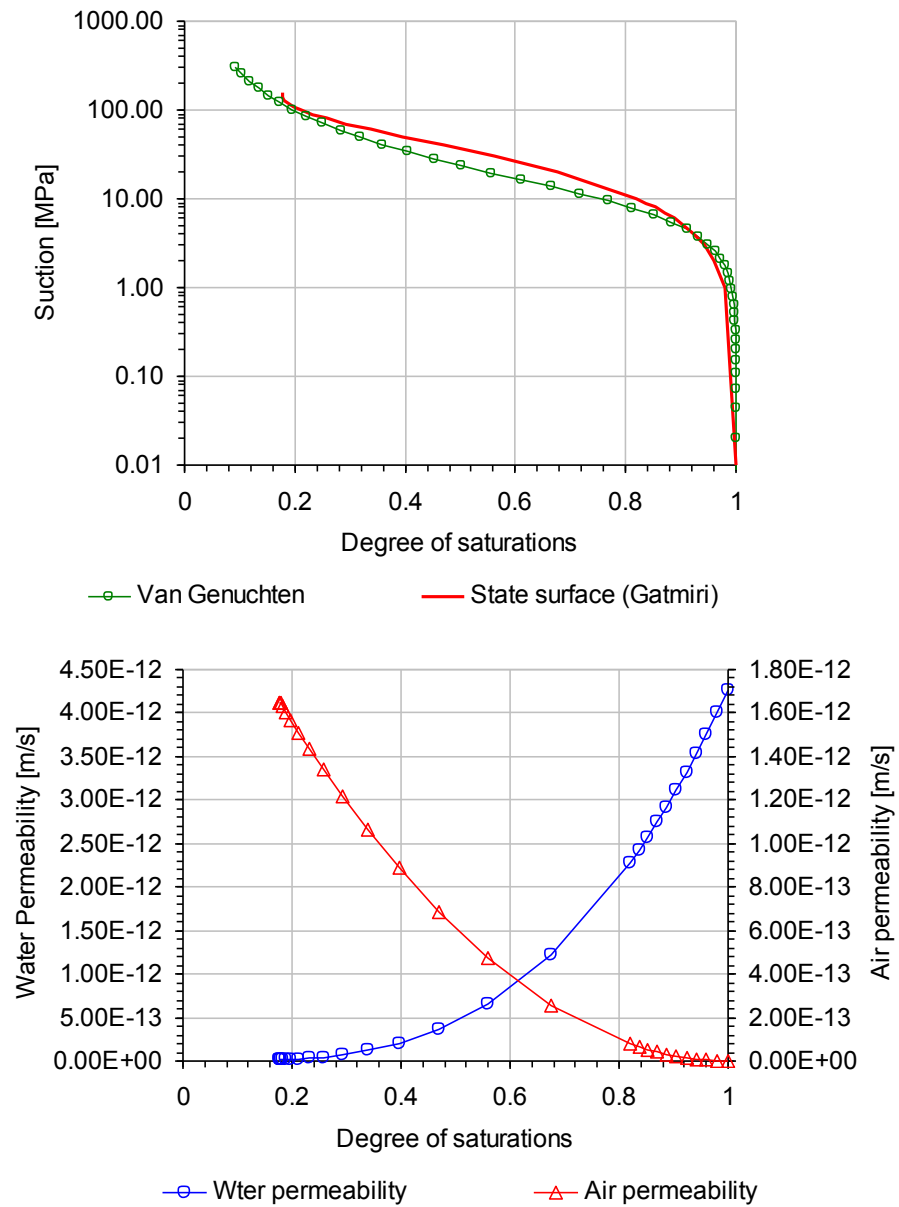 1000.00
100.00
10.00
1.00
0.10
0.01
Suction [MPa]
0 0.2 0.4 0.6 0.8 1
Degree of saturations
Van Genuchten State surface (Gatmiri)
4.50E-12 1.80E-12
4.00E-12 1.60E-12
3.50E-12 1.40E-12
3.00E-12 1.20E-12
2.50E-12 1.00E-12
2.00E-12 8.00E-13
1.50E-12 6.00E-13
1.00E-12 4.00E-13
5.00E-13 2.00E-13
0.00E+00 0.00E+00
Water Permeability [m/s]
Air permeability [m/s]
0 0.2 0.4 0.6 0.8 1
Degree of saturations
Wter permeability Air permeability